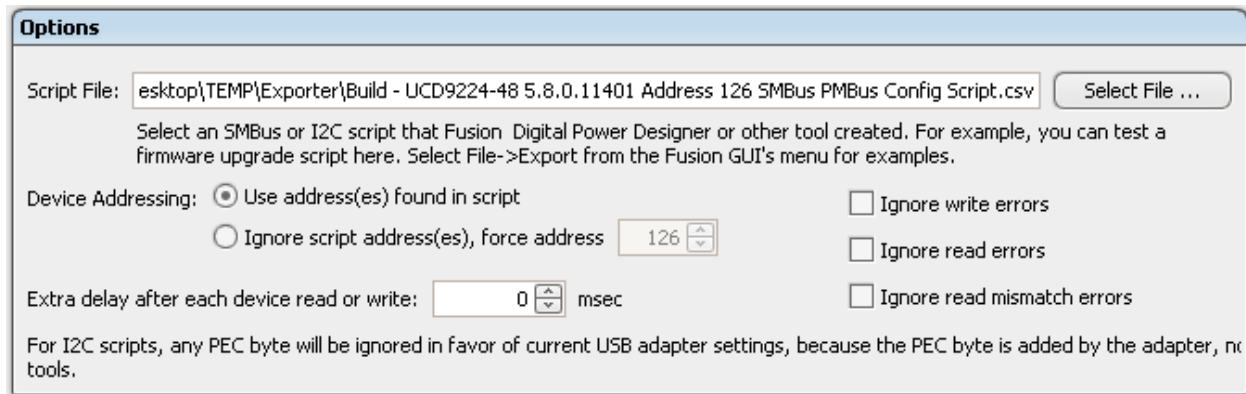 Options
Script File: esktop\TEMP\Exporter\Build - UCD9224-48 5.8.0.11401 Address 126 SMBus PMBus Config Script.csv Select File ...
Select an SMBus or I2C script that Fusion Digital Power Designer or other tool created. For example, you can test a
firmware upgrade script here. Select File->Export from the Fusion GUI's menu for examples.
Device Addressing: Use address(es) found in script
Ignore write errors
Ignore script address(es), force address 126
Ignore read errors
Extra delay after each device read or write: 0 msec
Ignore read mismatch errors
For I2C scripts, any PEC byte will be ignored in favor of current USB adapter settings, because the PEC byte is added by the adapter,
tools.